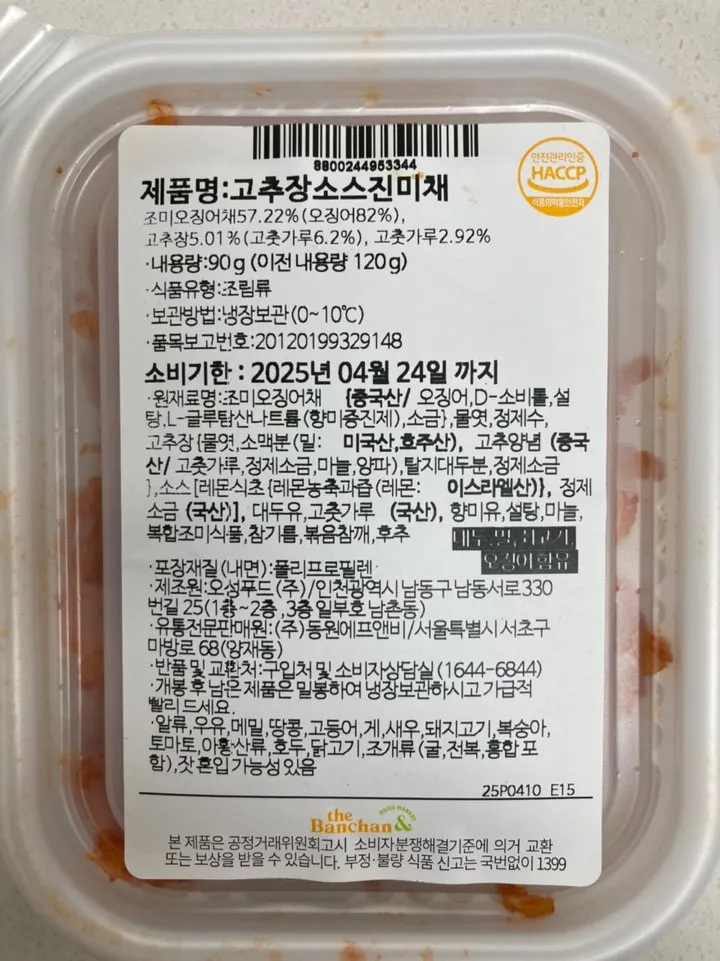 8800244953344
안전관리인증
HACCP
식품의약품안전처
제품명:고추장소스진미채
조미오징어채57.22%(오징어82%),
고추장5.01%(고춧가루6.2%), 고춧가루2.92%
·내용량:90g (이전 내용량 120g)
·식품유형:조림류
·보관방법:냉장보관(0~10℃)
·품목보고번호:20120199329148
소비기한 : 2025년 04월 24일 까지
·원재료명:조미오징어채 {중국산/ 오징어,D-소비톨,설
탕,L-글루탐산나트륨(향미증진제),소금},물엿,정제수,
고추장{물엿,소맥분(밀: 미국산,호주산), 고추양념 (중국
산/ 고춧가루,정제소금,마늘,양파),탈지대두분,정제소금
},소스[레몬식초{레몬농축과즙(레몬: 이스라엘산)}, 정제
소금 (국산)], 대두유,고춧가루 (국산), 향미유,설탕,마늘,
복합조미식품,참기름,볶음참깨,후추
대두,밀,쇠고기,
오징어 함유
·포장재질(내면):폴리프로필렌
·제조원:오성푸드(주)/인천광역시 남동구 남동서로330
번길 25(1층~2층 ,3층 일부호 남촌동)
·유통전문판매원:(주)동원에프앤비/서울특별시 서초구
마방로 68(양재동)
·반품 및 교환처:구입처 및 소비자상담실(1644-6844)
·개봉 후 남은 제품은 밀봉하여 냉장보관하시고 가급적
빨리 드세요.
·알류,우유,메밀,땅콩,고등어,게,새우,돼지고기,복숭아,
토마토,아황산류,호두,닭고기,조개류(굴,전복,홍합 포
함),잣 혼입 가능성 있음
25P0410 E15
the
Banchan&
FOOD MARKET
본 제품은 공정거래위원회고시 소비자분쟁해결기준에 의거 교환
또는 보상을 받을 수 있습니다. 부정·불량 식품 신고는 국번없이 1399